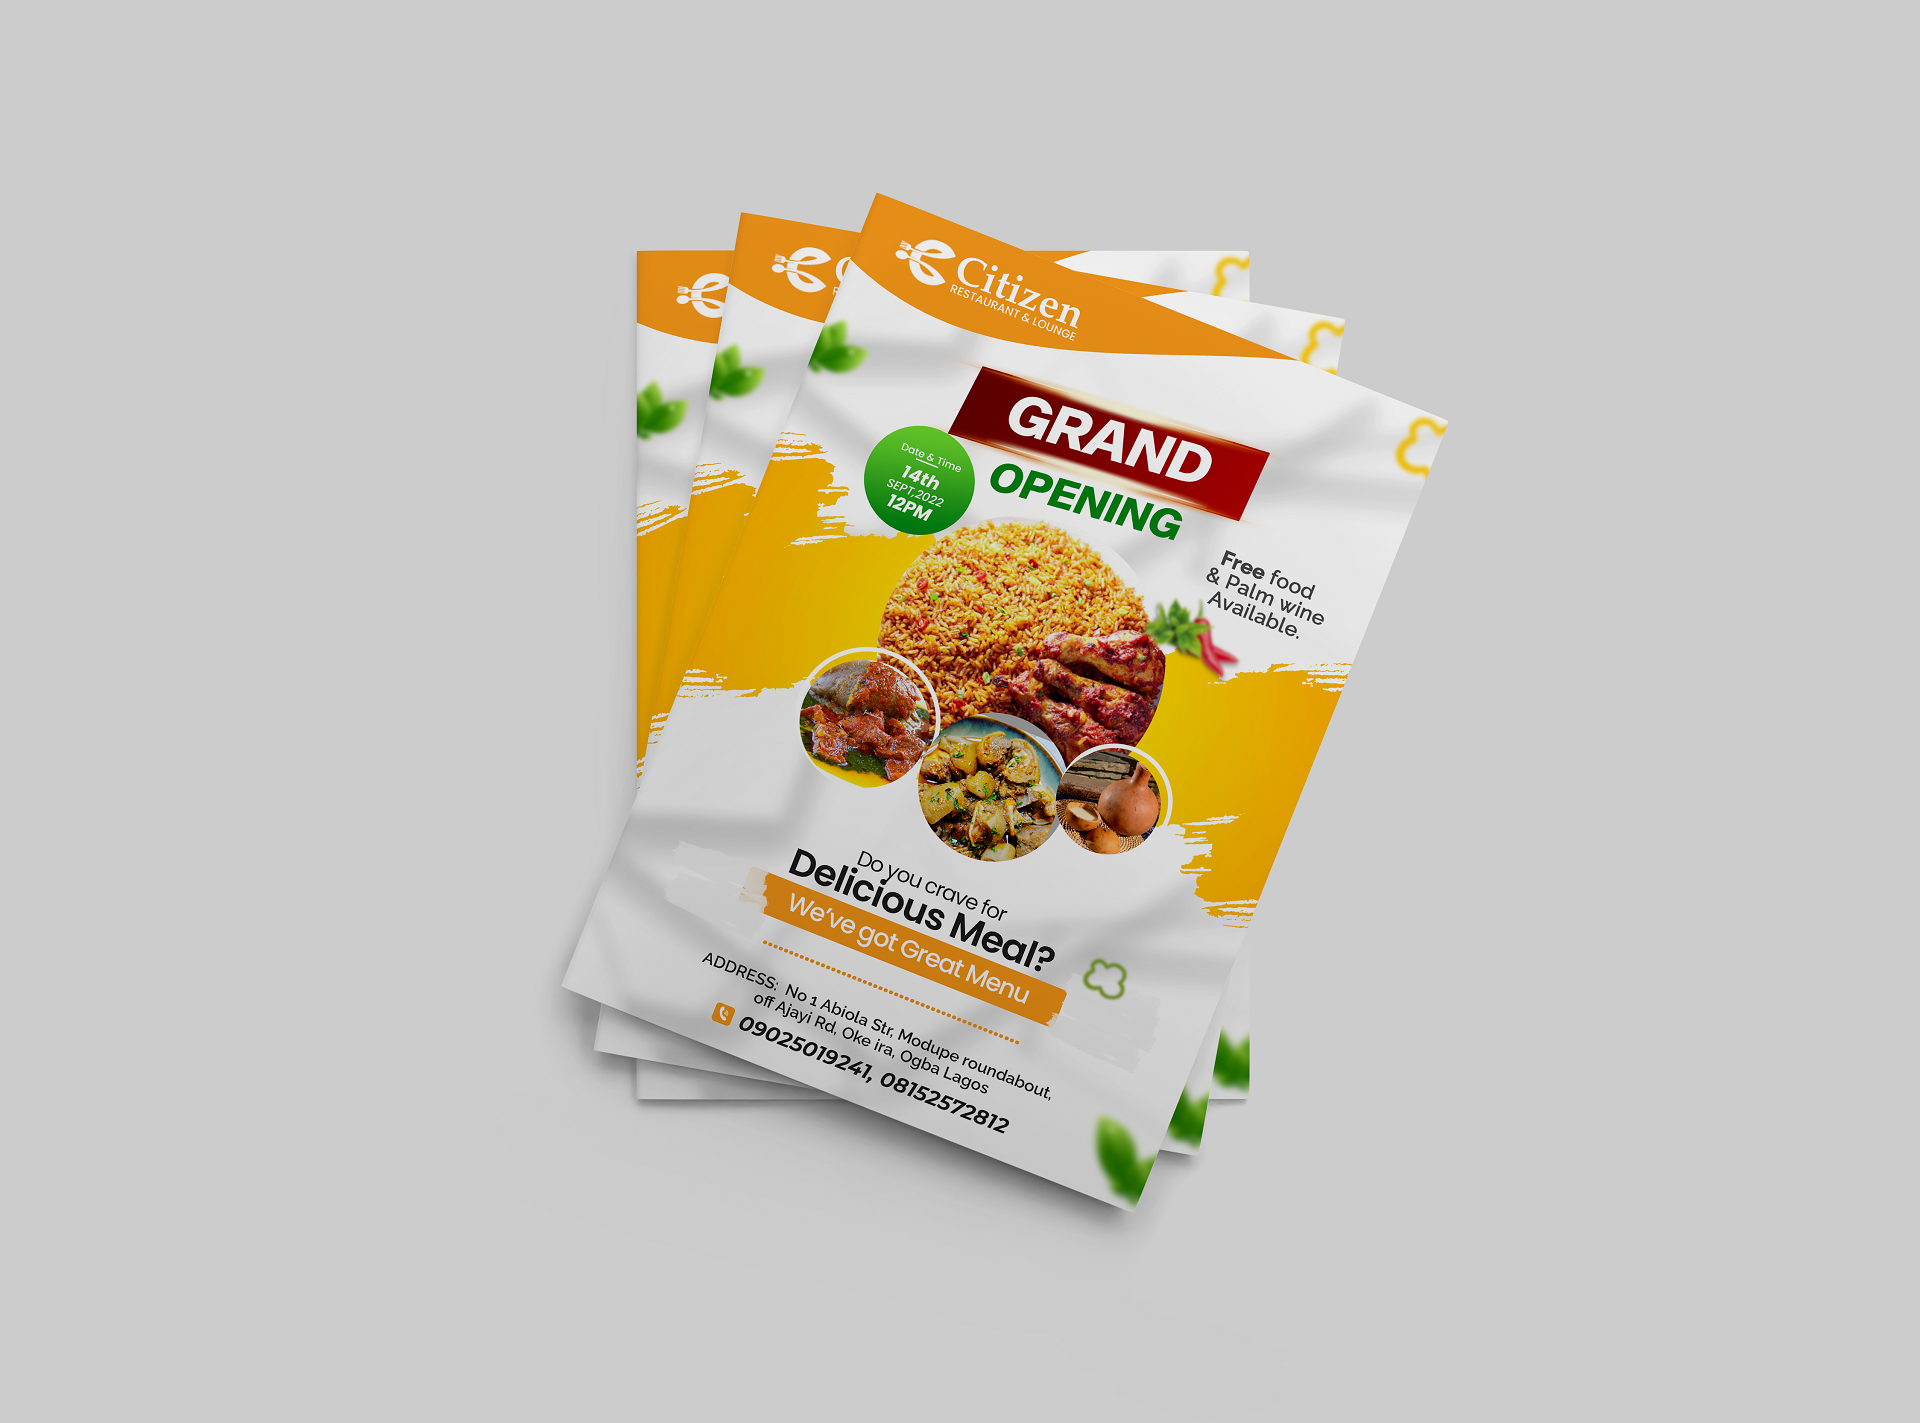 Citizen
RESTAURANT & LOUNGE
GRAND
OPENING
Date & Time
14th
SEPT,2022
12PM
Free food
& Palm wine
Available.
Do you crave for
Delicious Meal?
We've got Great Menu
ADDRESS: No 1 Abiola Str, Modupe roundabout,
off Ajayi Rd, Oke ira, Ogba Lagos
09025019241, 08152572812